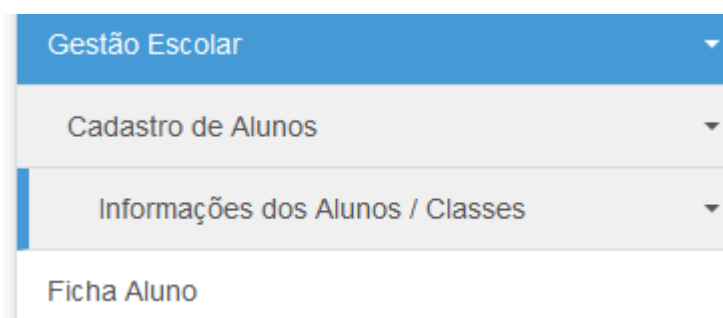 Gestão Escolar
Cadastro de Alunos
Informações dos Alunos / Classes
Ficha Aluno